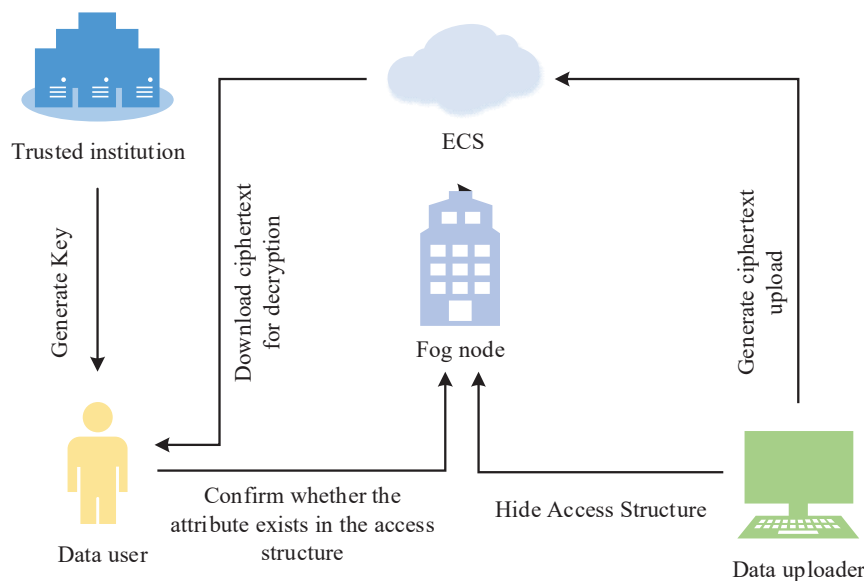 ECS
Trusted institution
Generate Key
Download ciphertext
for decryption
Generate ciphertext
upload
Fog node
Confirm whether the
attribute exists in the access
structure
Hide Access Structure
Data user
Data uploader